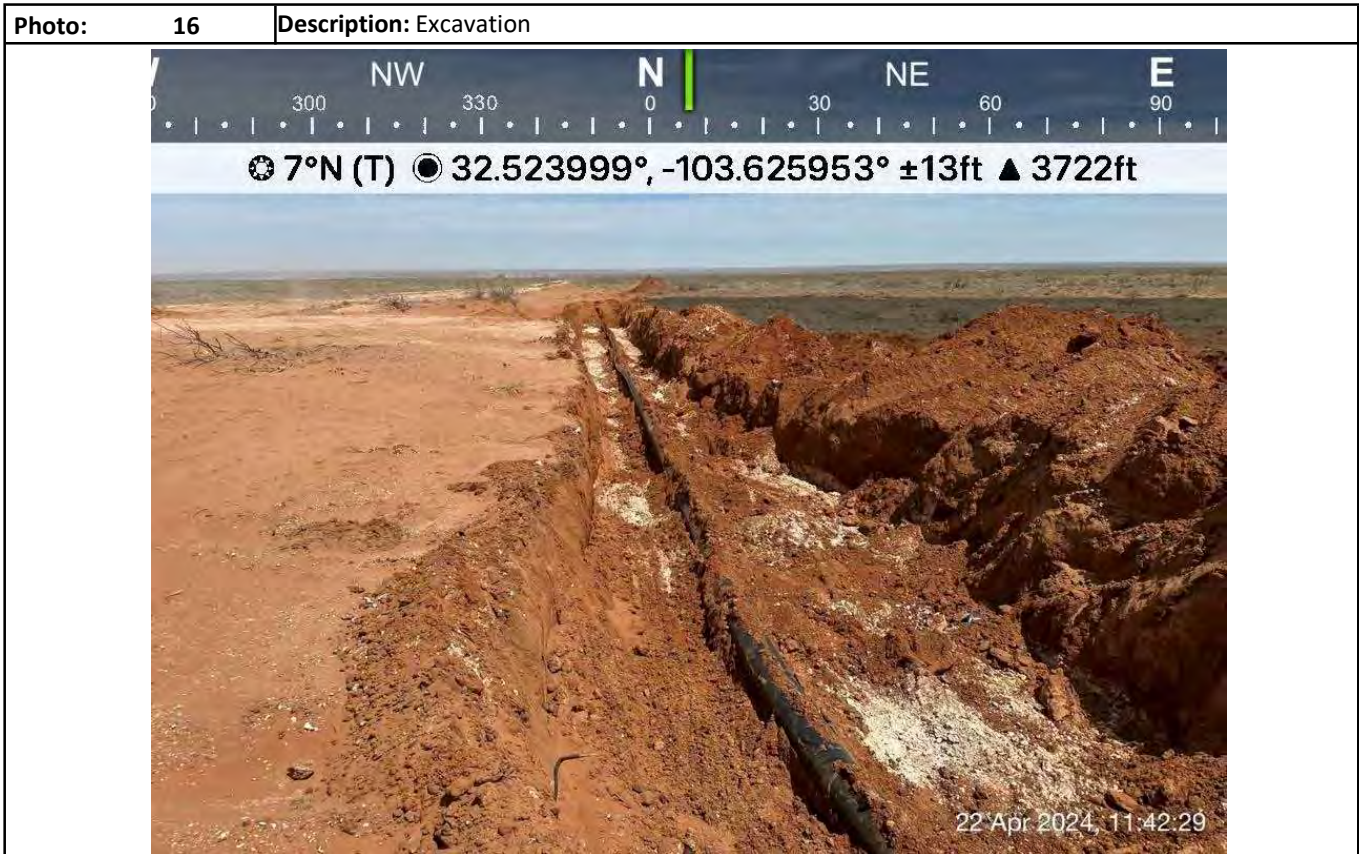 Photo: 16 Description: Excavation
NW N NE E
300 330 0 30 60 90
7°N (T) 32.523999°, -103.625953° ±13ft ▲ 3722ft
22 Apr 2024, 11:42:29